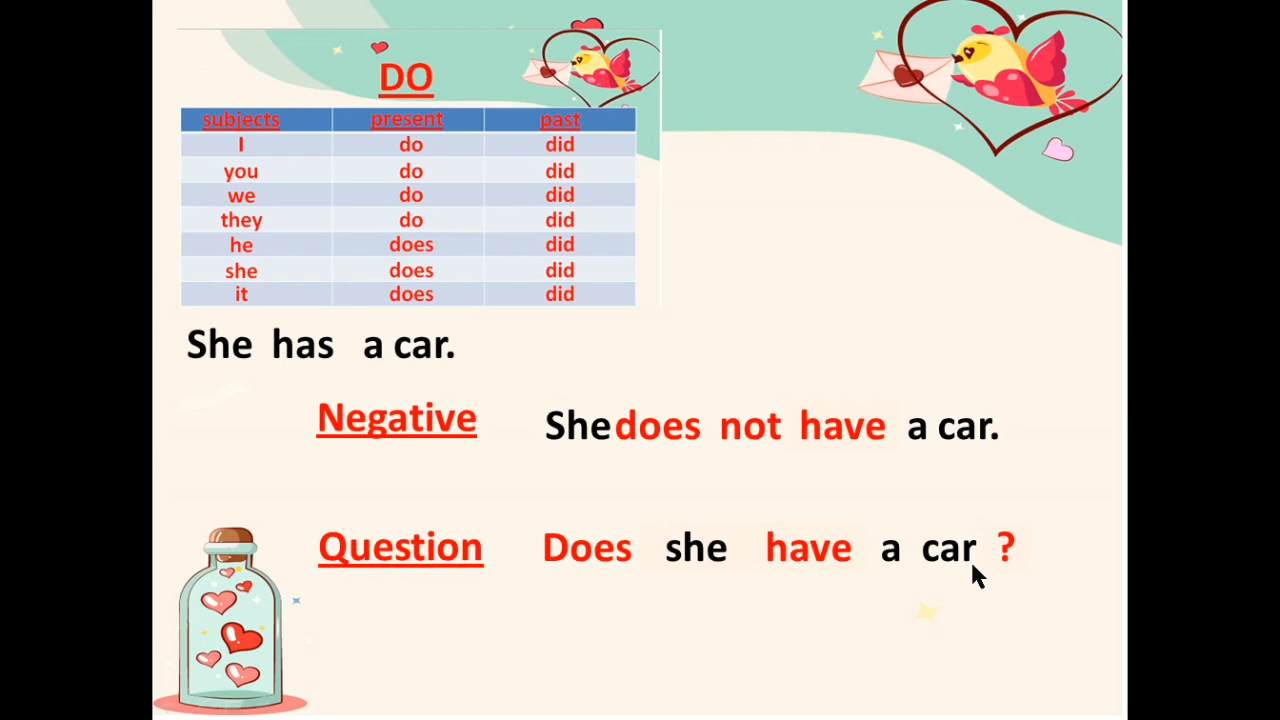 DO
subjects present past
I do did
you do did
we do did
they do did
he does did
she does did
it does did
She has a car.
Negative She does not have a car.
Question Does she have a car ?